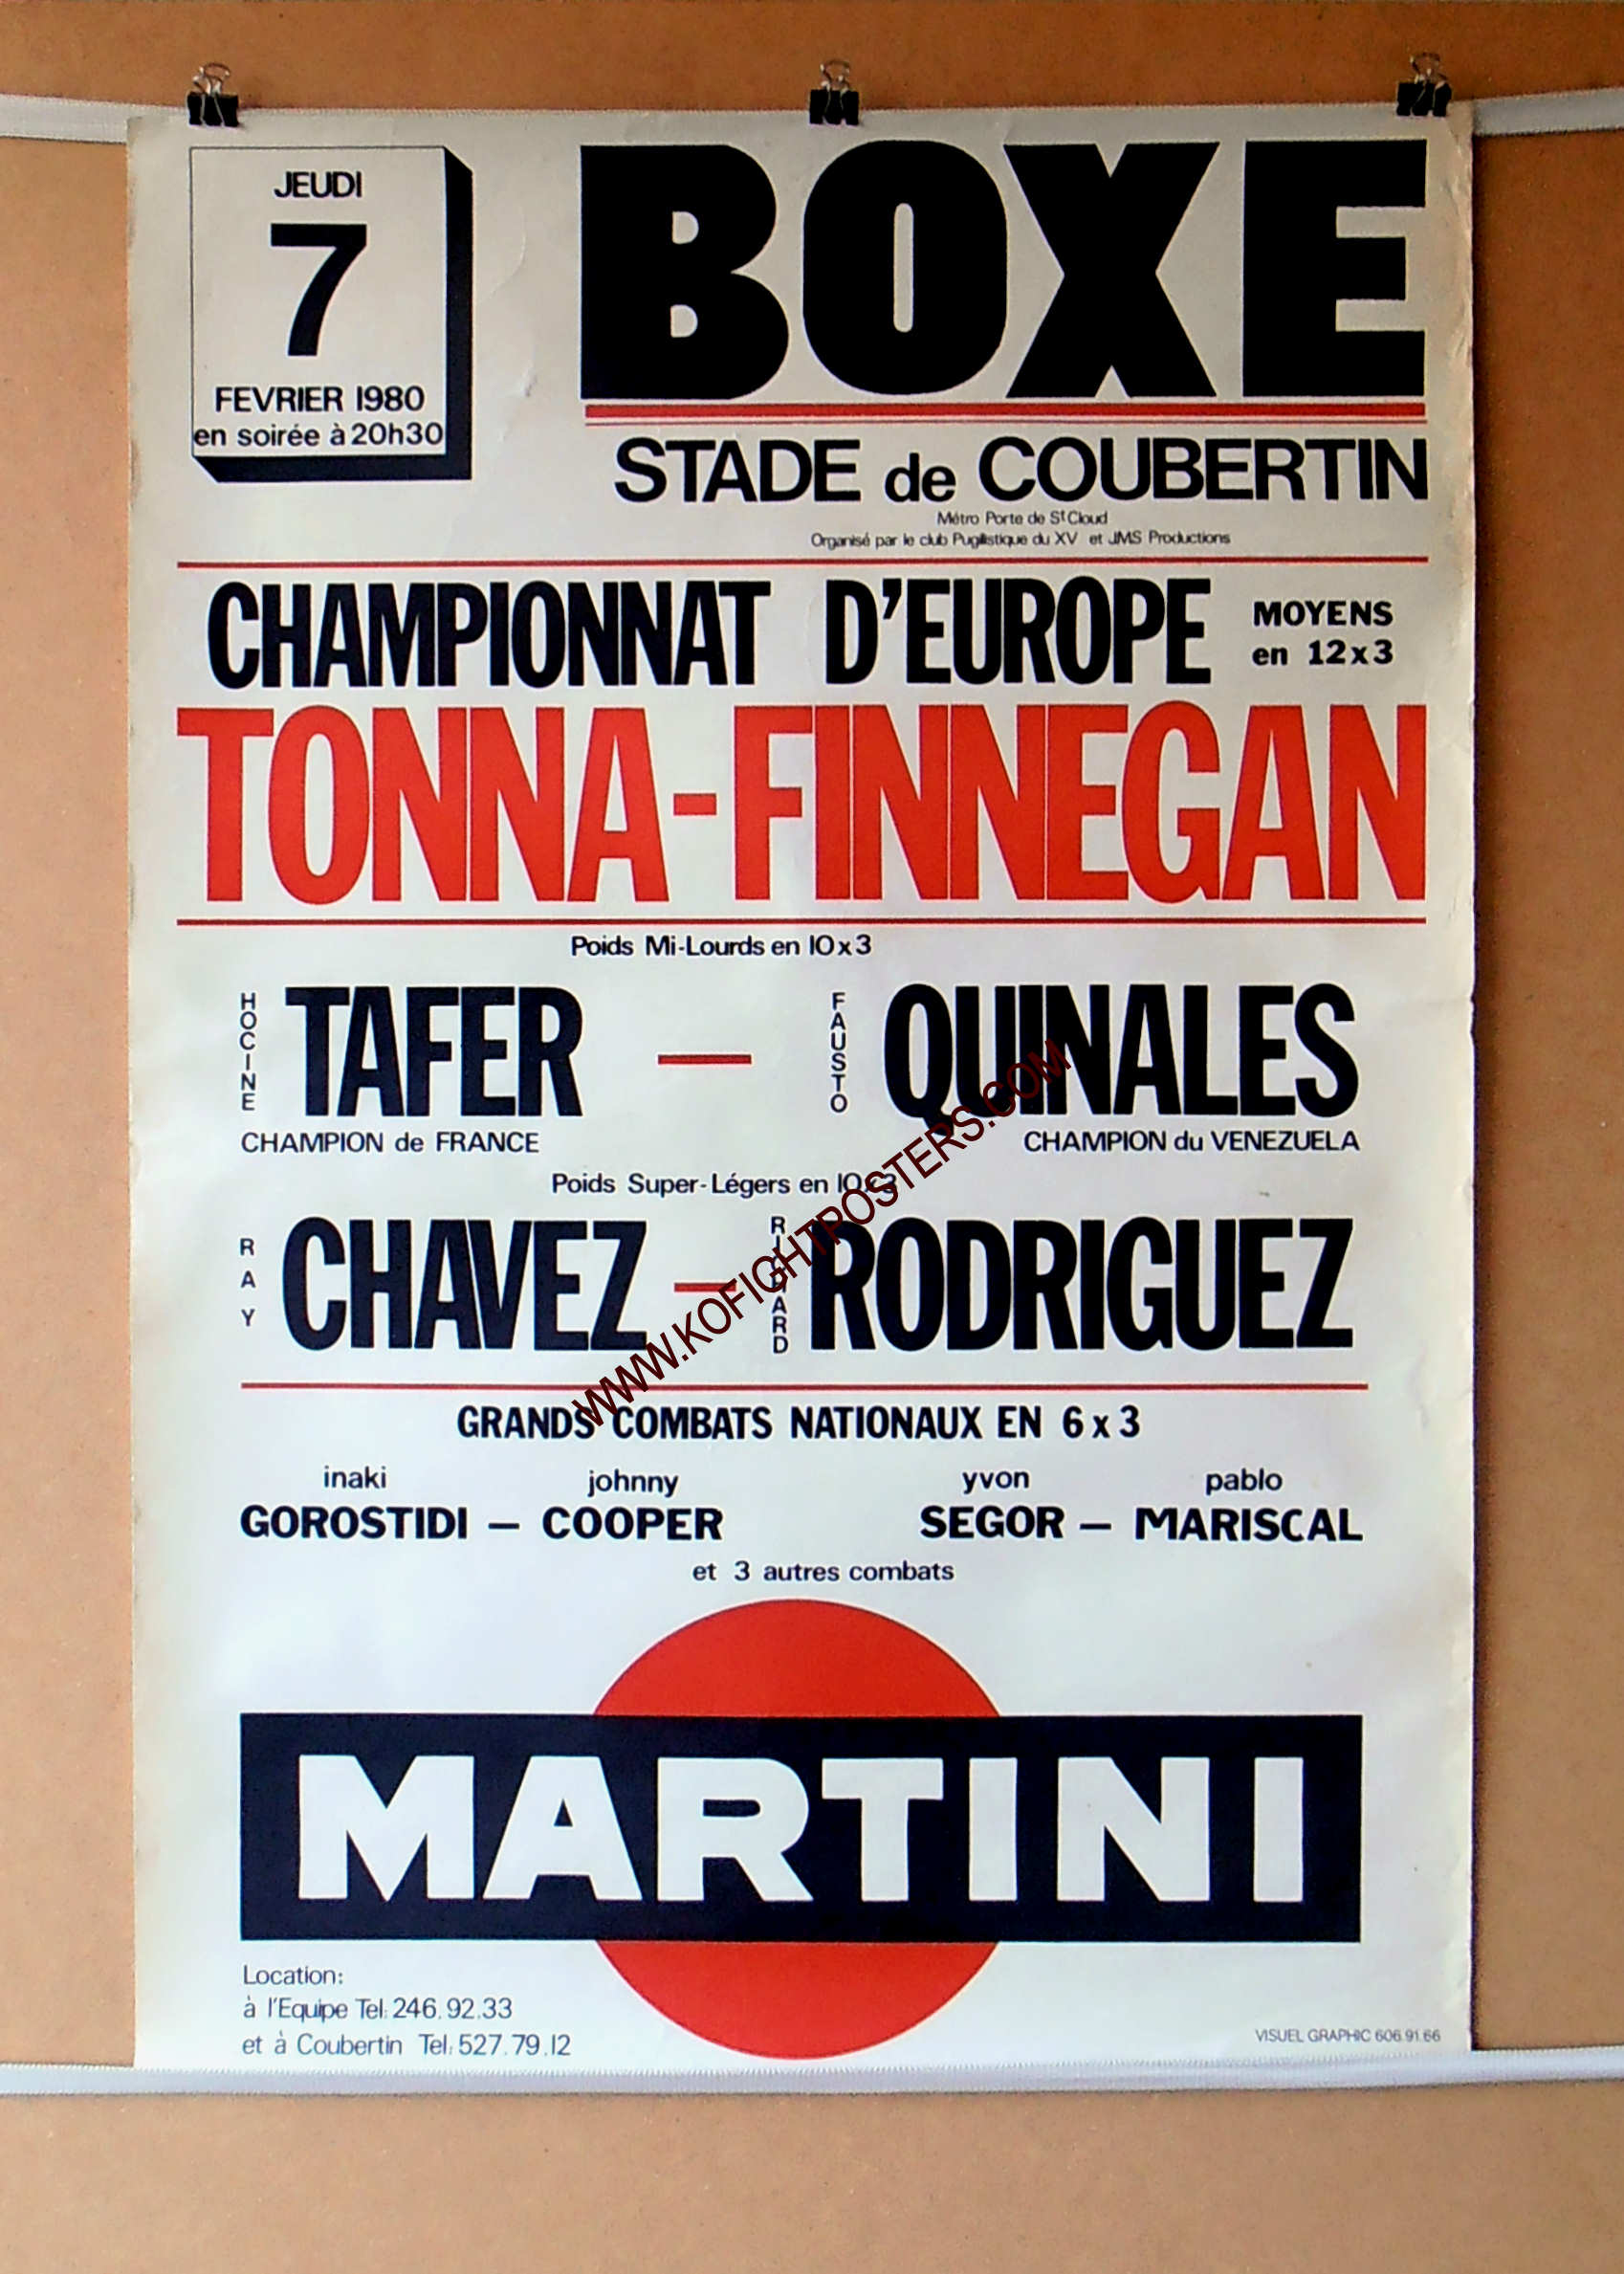 JEUDI
7
FEVRIER 1980
en soirée à 20h30
BOXE
STADE de COUBERTIN
Métro Porte de St Cloud
Organisé par le club Pugilistique du XV et JMS Productions
CHAMPIONNAT D'EUROPE
MOYENS
en 12x3
TONNA-FINNEGAN
Poids Mi-Lourds en 10x3
HOCINE TAFER — FAUSTO QUINALES
CHAMPION de FRANCE
CHAMPION du VENEZUELA
Poids Super-Légers en 10x3
RAY CHAVEZ — RICHARD RODRIGUEZ
WWW.KOFIGHTPOSTERS.COM
GRANDS COMBATS NATIONAUX EN 6x3
inaki johnny yvon pablo
GOROSTIDI — COOPER SEGOR — MARISCAL
et 3 autres combats
MARTINI
Location:
à l'Equipe Tel: 246.92.33
et à Coubertin Tel: 527.79.12
VISUEL GRAPHIC 606.91.66